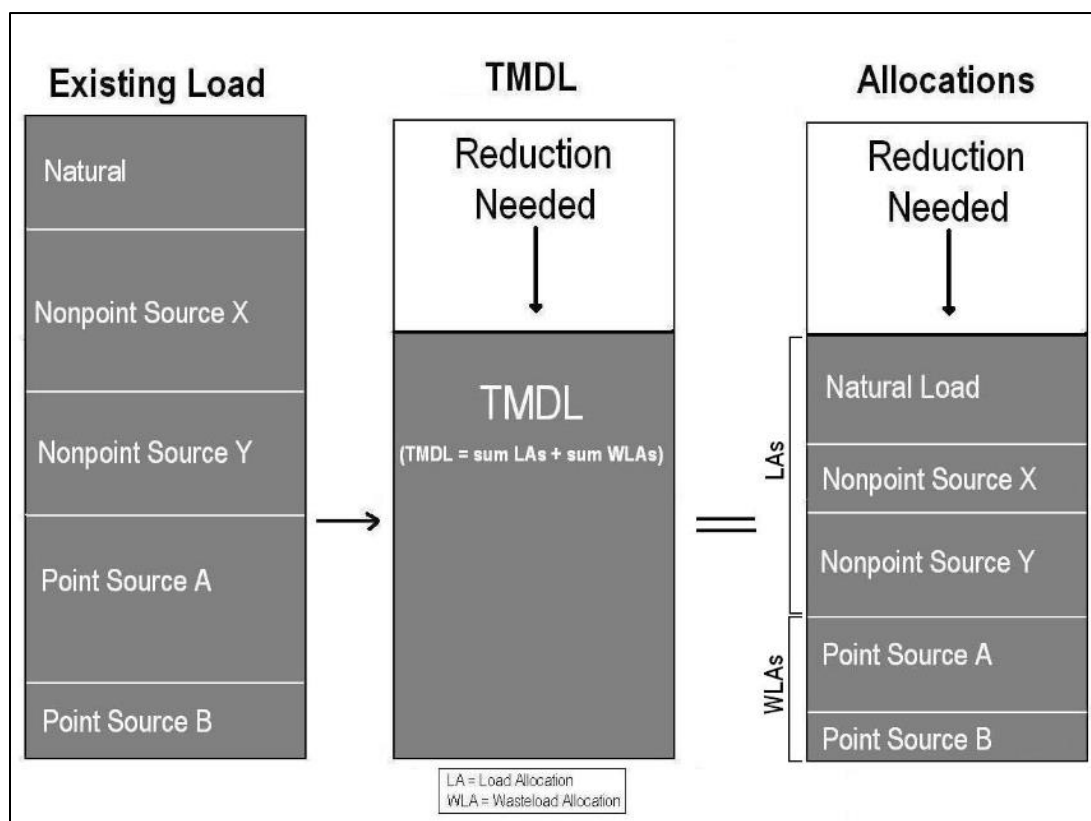 Existing Load
Natural
Nonpoint Source X
Nonpoint Source Y
Point Source A
Point Source B
TMDL
Reduction
Needed
TMDL
(TMDL = sum LAs + sum WLAs)
LA = Load Allocation
WLA = Wasteload Allocation
Allocations
Reduction
Needed
LAs
Natural Load
Nonpoint Source X
Nonpoint Source Y
WLAs
Point Source A
Point Source B